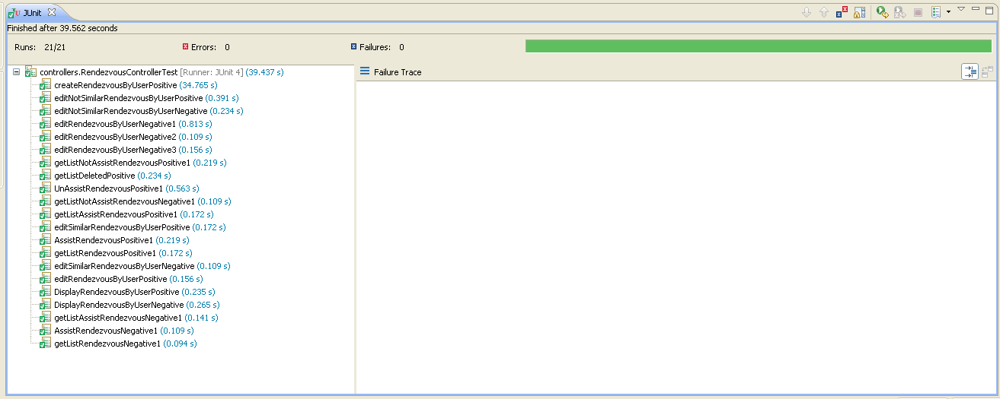 JUnit
Finished after 39.562 seconds
Runs: 21/21 Errors: 0 Failures: 0
controllers.RendezvousControllerTest [Runner: JUnit 4] (39.437 s)
createRendezvousByUserPositive (34.765 s)
editNotSimilarRendezvousByUserPositive (0.391 s)
editNotSimilarRendezvousByUserNegative (0.234 s)
editRendezvousByUserNegative1 (0.813 s)
editRendezvousByUserNegative2 (0.109 s)
editRendezvousByUserNegative3 (0.156 s)
getListNotAssistRendezvousPositive1 (0.219 s)
getListDeletedPositive (0.234 s)
UnAssistRendezvousPositive1 (0.563 s)
getListNotAssistRendezvousNegative1 (0.109 s)
getListAssistRendezvousPositive1 (0.172 s)
editSimilarRendezvousByUserPositive (0.172 s)
AssistRendezvousPositive1 (0.219 s)
getListRendezvousPositive1 (0.172 s)
editSimilarRendezvousByUserNegative (0.109 s)
editRendezvousByUserPositive (0.156 s)
DisplayRendezvousByUserPositive (0.235 s)
DisplayRendezvousByUserNegative (0.265 s)
getListAssistRendezvousNegative1 (0.141 s)
AssistRendezvousNegative1 (0.109 s)
getListRendezvousNegative1 (0.094 s)
Failure Trace